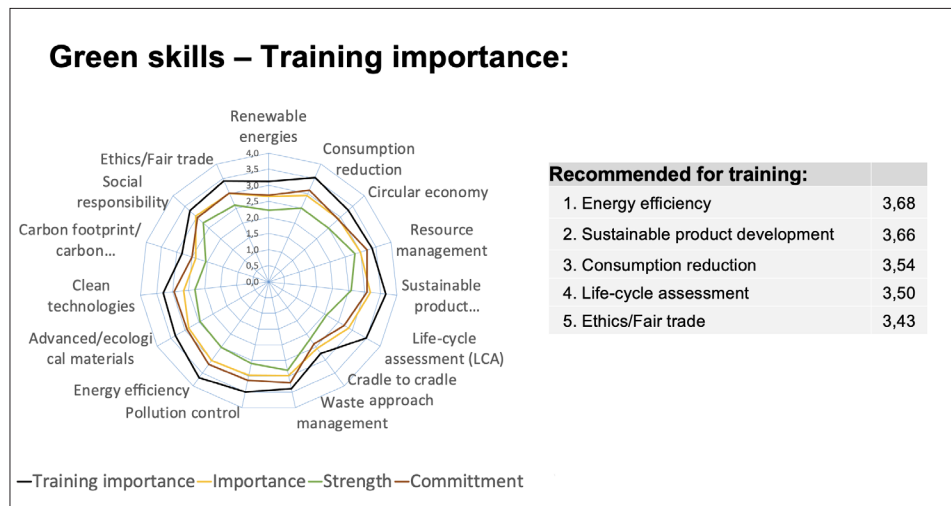 Green skills – Training importance:
Renewable
energies
Consumption
reduction
Circular economy
Resource
management
Sustainable
product...
Life-cycle
assessment (LCA)
Cradle to cradle
approach
Waste
management
Pollution control
Energy efficiency
Advanced/ecologi
cal materials
Clean
technologies
Carbon footprint/
carbon...
Social
responsibility
Ethics/Fair trade
4,0
3,5
3,0
2,5
2,0
1,5
1,0
0,5
0,0
Training importance Importance Strength Committment
Recommended for training:
1. Energy efficiency 3,68
2. Sustainable product development 3,66
3. Consumption reduction 3,54
4. Life-cycle assessment 3,50
5. Ethics/Fair trade 3,43